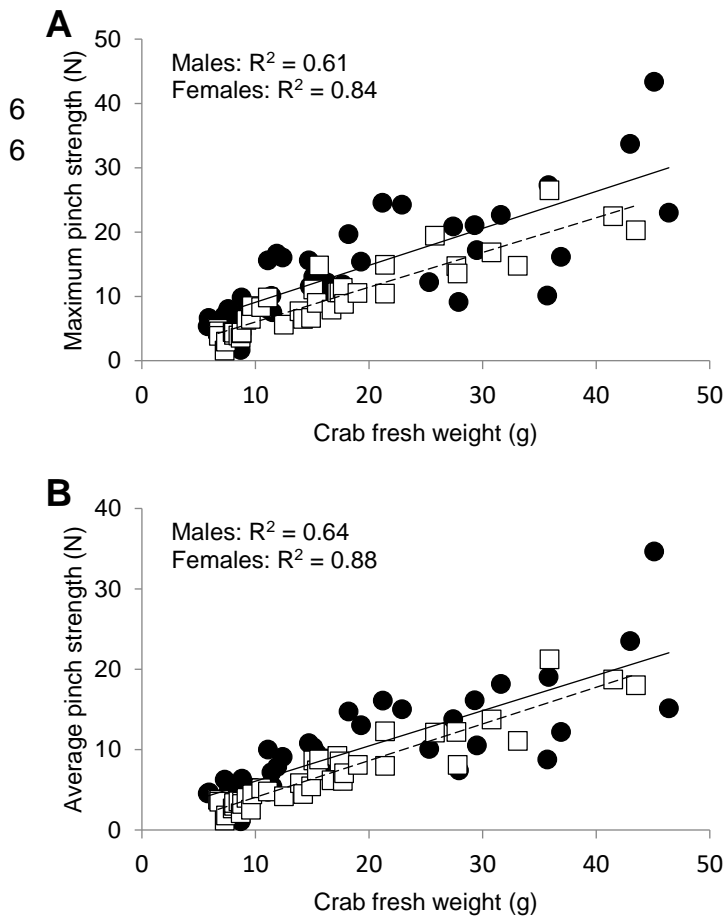 A
50
Males: R² = 0.61
Females: R² = 0.84
40
6
6
30
20
10
0
Maximum pinch strength (N)
0 10 20 30 40 50
Crab fresh weight (g)
B
40
Males: R² = 0.64
Females: R² = 0.88
30
20
10
0
Average pinch strength (N)
0 10 20 30 40 50
Crab fresh weight (g)